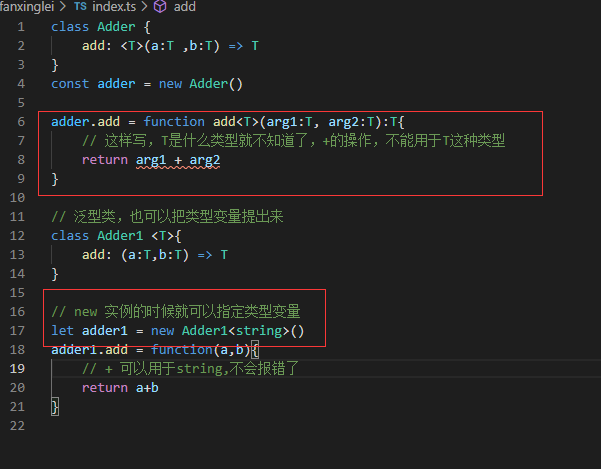 fanxinglei > TS index.ts > add
1 class Adder {
2 add: <T>(a:T ,b:T) => T
3 }
4 const adder = new Adder()
5
6 adder.add = function add<T>(arg1:T, arg2:T):T{
7 // 这样写，T是什么类型就不知道了，+的操作，不能用于T这种类型
8 return arg1 + arg2
9 }
10
11 // 泛型类，也可以把类型变量提出来
12 class Adder1 <T>{
13 add: (a:T,b:T) => T
14 }
15
16 // new 实例的时候就可以指定类型变量
17 let adder1 = new Adder1<string>()
18 adder1.add = function(a,b){
19 // + 可以用于string,不会报错了
20 return a+b
21 }
22